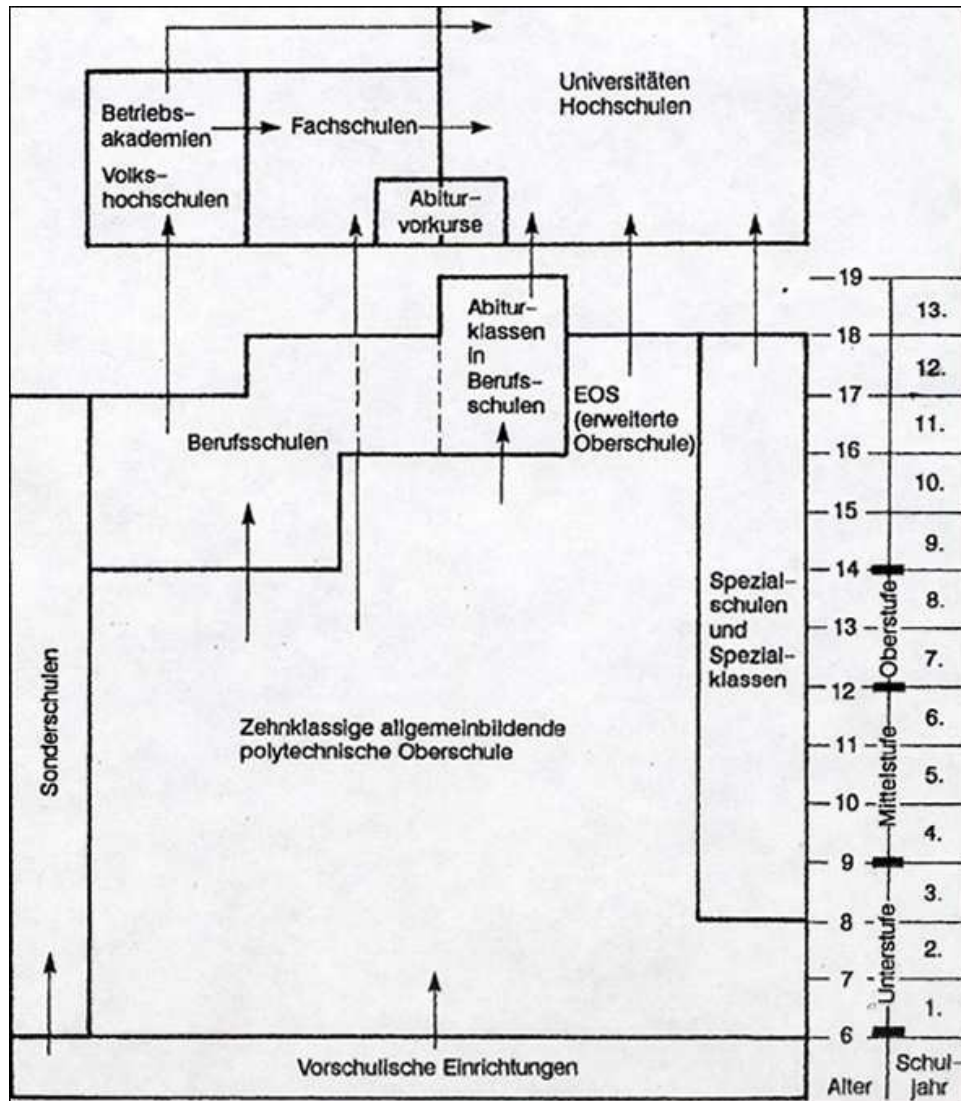 Betriebs-
akademien
Volks-
hochschulen
Fachschulen
Universitäten
Hochschulen
Abitur-
vorkurse
Abitur-
klassen
in
Berufs-
schulen
EOS
(erweiterte
Oberschule)
Berufsschulen
Spezial-
schulen
und
Spezial-
klassen
Sonderschulen
Zehnklassige allgemeinbildende
polytechnische Oberschule
Vorschulische Einrichtungen
19
13.
18
12.
17
11.
16
10.
15
9.
14
8.
13
7.
12
6.
11
5.
10
4.
9
3.
8
2.
7
1.
6
Oberstufe
Mittelstufe
Unterstufe
Alter
Schul-
jahr